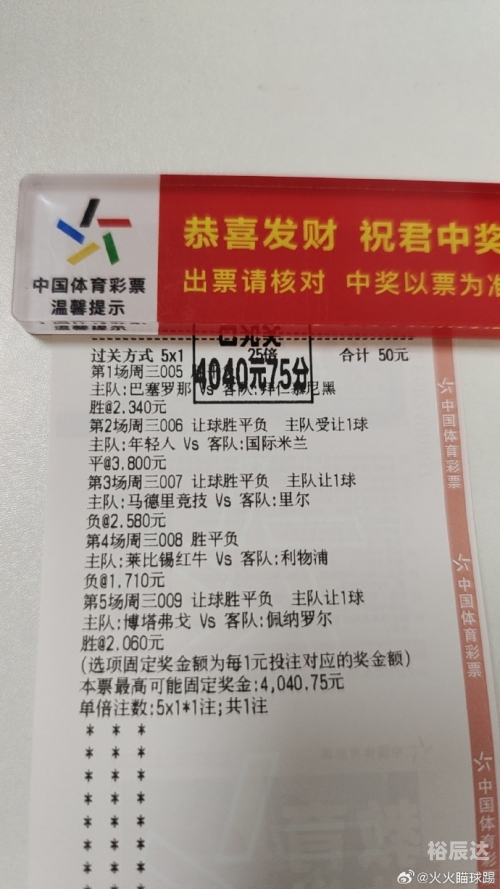 恭喜发财 祝君中奖
出票请核对 中奖以票为准
中国体育彩票
温馨提示
温馨提示
过关方式 5x1 25倍 合计 50元
4040元75分
第1场周三005
主队:巴塞罗那 Vs 客队:拜仁慕尼黑
胜@2.340元
第2场周三006 让球胜平负 主队受让1球
主队:年轻人 Vs 客队:国际米兰
平@3.800元
第3场周三007 让球胜平负 主队让1球
主队:马德里竞技 Vs 客队:里尔
负@2.580元
第4场周三008 胜平负
主队:莱比锡红牛 Vs 客队:利物浦
负@1.710元
第5场周三009 让球胜平负 主队让1球
主队:博塔弗戈 Vs 客队:佩纳罗尔
胜@2.060元
(选项固定奖金额为每1元投注对应的奖金额)
本票最高可能固定奖金:4,040.75元
单倍注数:5x1*1注;共1注
* * *
* * *
* * *
* * *
* * *
* * *
* * *
* * *
中国体育彩票
中国体育彩票
中国体育彩票
裕辰达
@火火瞄球踢